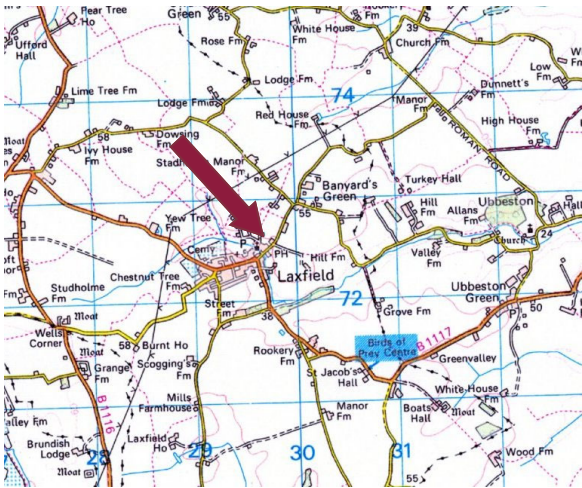 Pear Tree
Ho
Green
55
White House
Fm
39
Church Fm
Ufford
Hall
Rose Fm
Lodge Fm
Low
Fm
Lime Tree Fm
Lodge Fm
74
Manor
Fm
Dunnett's
Fm
Red House
Fm
ROMAN ROAD
High House
Fm
Moat
58
Dowsing
Fm
Ivy House
Fm
Manor
Fm
Banyard's
Green
55
Turkey Hall
Hill
Fm
Allans
Fm
Ubbeston
Hall
Yew Tree
Fm
P
PH
Hill Fm
Cemy
Church
24
Valley
Fm
Chestnut Tree
Fm
Laxfield
Studholme
Fm
72
Ubbeston
Green
Street
Fm
38
Grove Fm
P
50
Moat
Wells
Corner
58
Burnt Ho
Rookery
Fm
Birds of
Prey Centre
B1117
Greenvalley
Moat
Grange
Fm
Scogging's
Fm
St Jacob's
Hall
White House
Fm
B1116
Mills
Farmhouse
Manor
Fm
Boats
Hall
Moat
Brundish
Lodge
Laxfield
Ho
Moat
28
29
30
31
Wood Fm
55